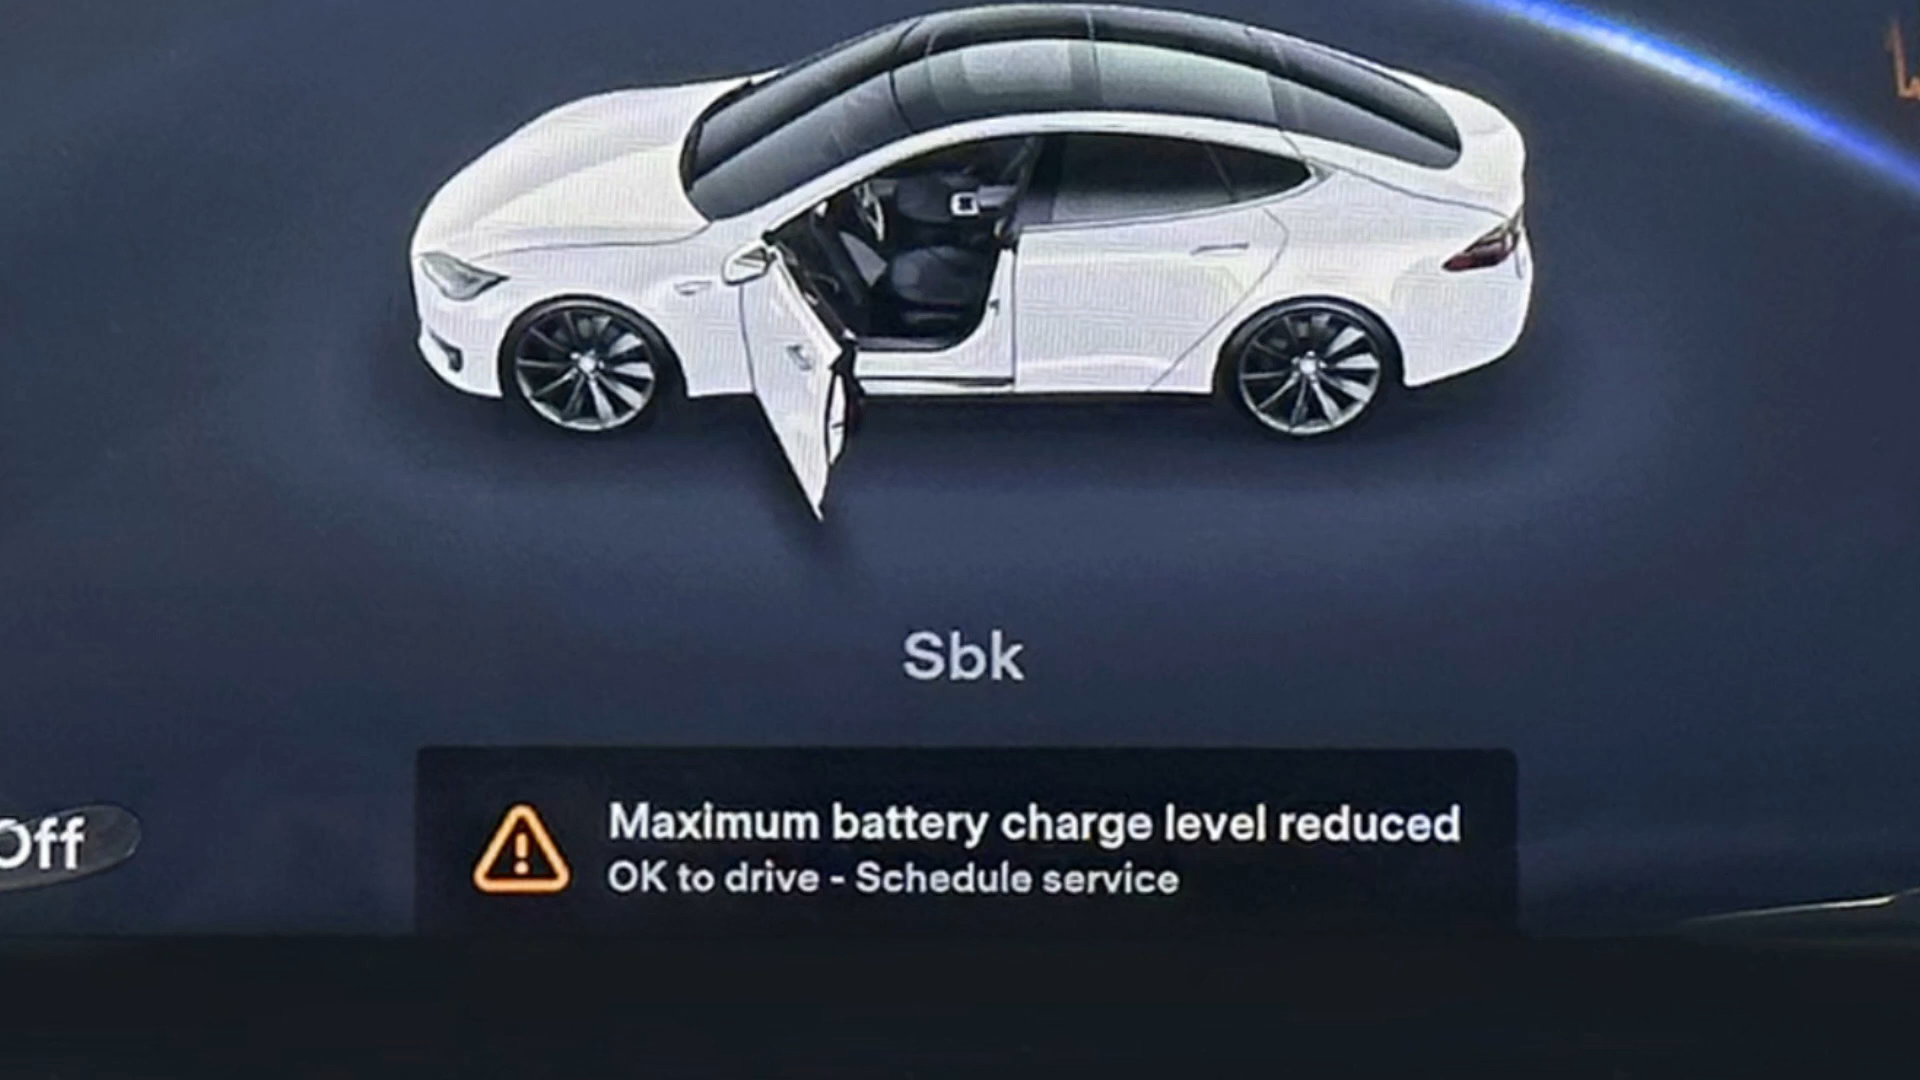 Sbk
Off
Maximum battery charge level reduced
OK to drive - Schedule service